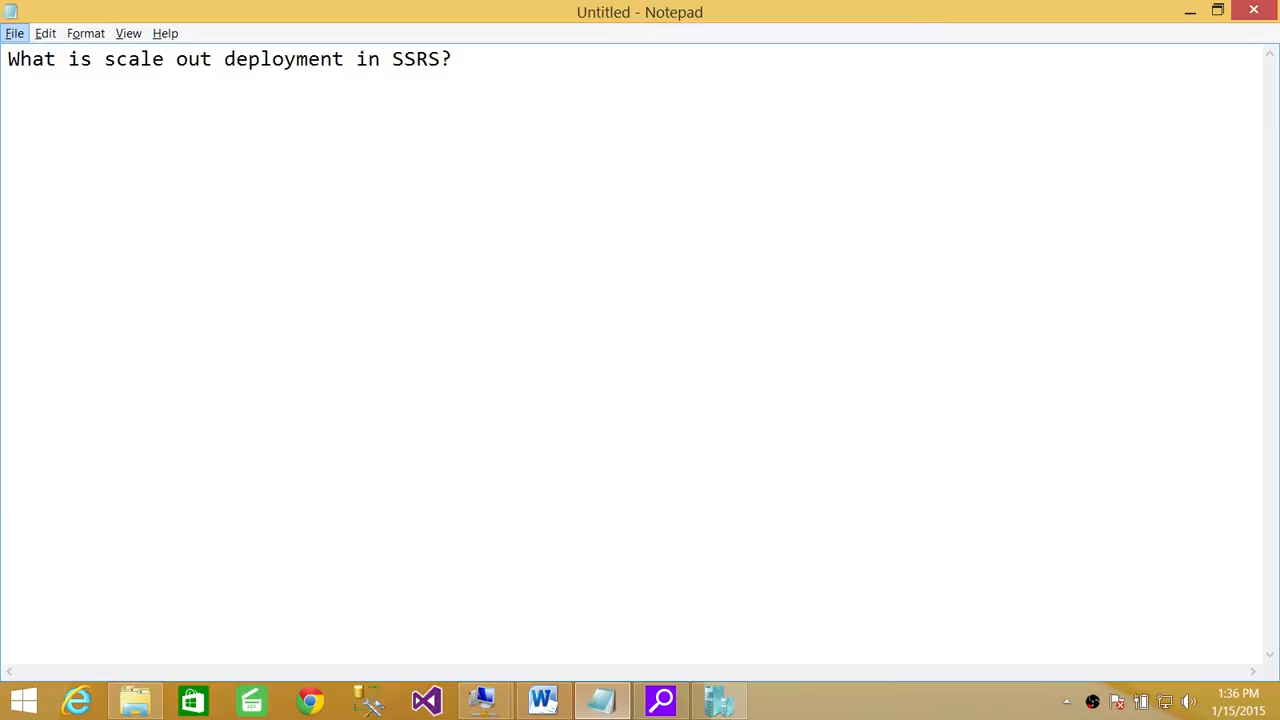 Untitled - Notepad
File Edit Format View Help
What is scale out deployment in SSRS?
1:36 PM
1/15/2015